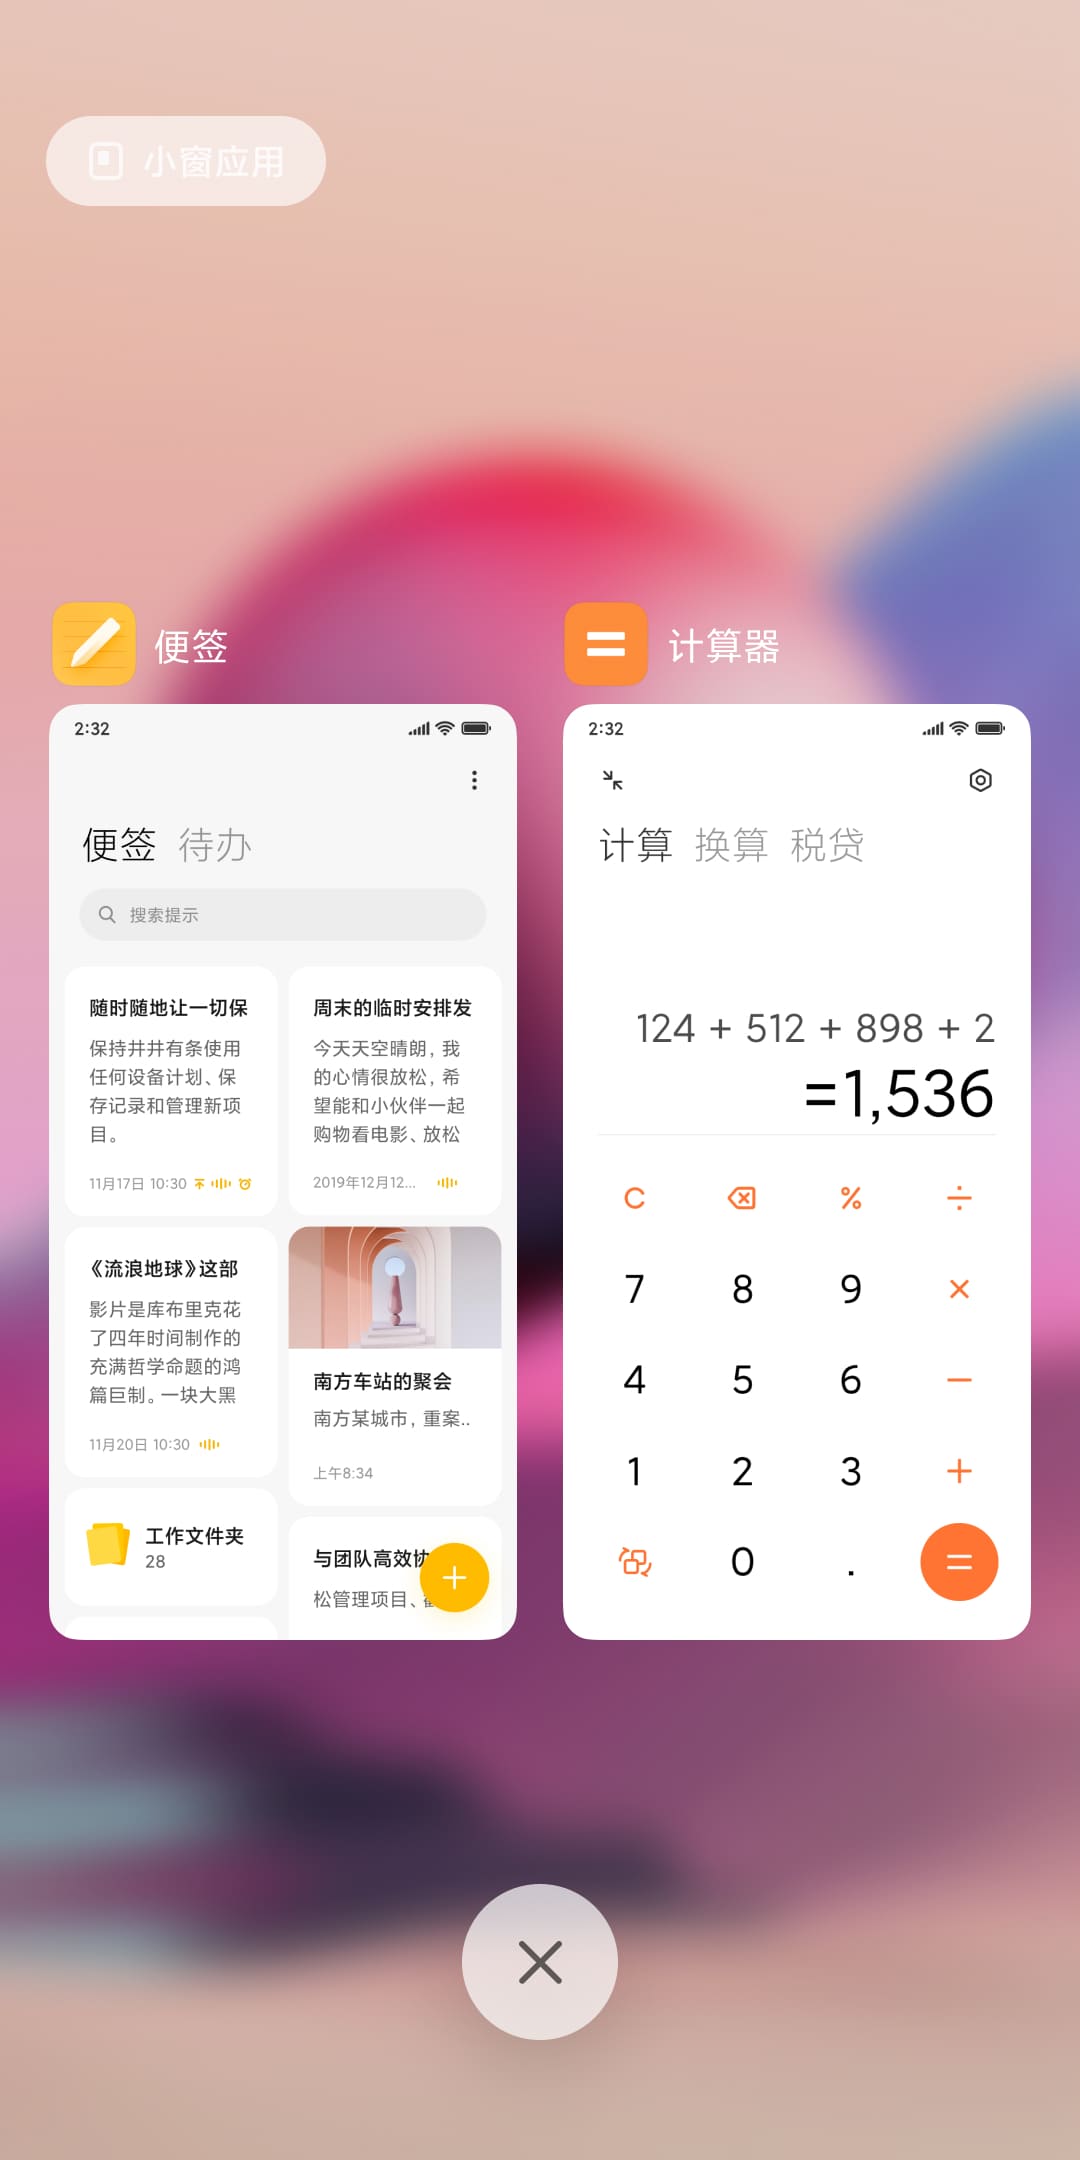 小窗应用
便签
计算器
2:32
便签 待办
搜索提示
随时随地让一切保
保持井井有条使用
任何设备计划、保
存记录和管理新项
目。
11月17日 10:30
周末的临时安排发
今天天空晴朗，我
的心情很放松，希
望能和小伙伴一起
购物看电影、放松
2019年12月12...
《流浪地球》这部
影片是库布里克花
了四年时间制作的
充满哲学命题的鸿
篇巨制。一块大黑
11月20日 10:30
南方车站的聚会
南方某城市，重案..
上午8:34
工作文件夹
28
与团队高效协
松管理项目、
2:32
计算 换算 税贷
124 + 512 + 898 + 2
=1,536
C % ÷
7 8 9 ×
4 5 6 −
1 2 3 +
0 . =